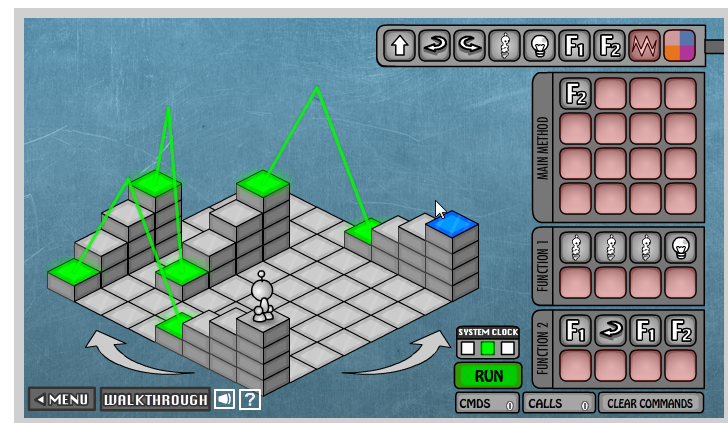 F1 F2
F2
MAIN METHOD
FUNCTION 1
FUNCTION 2
F1 F1 F2
SYSTEM CLOCK
RUN
MENU
WALKTHROUGH
?
CMDS 0
CALLS 0
CLEAR COMMANDS